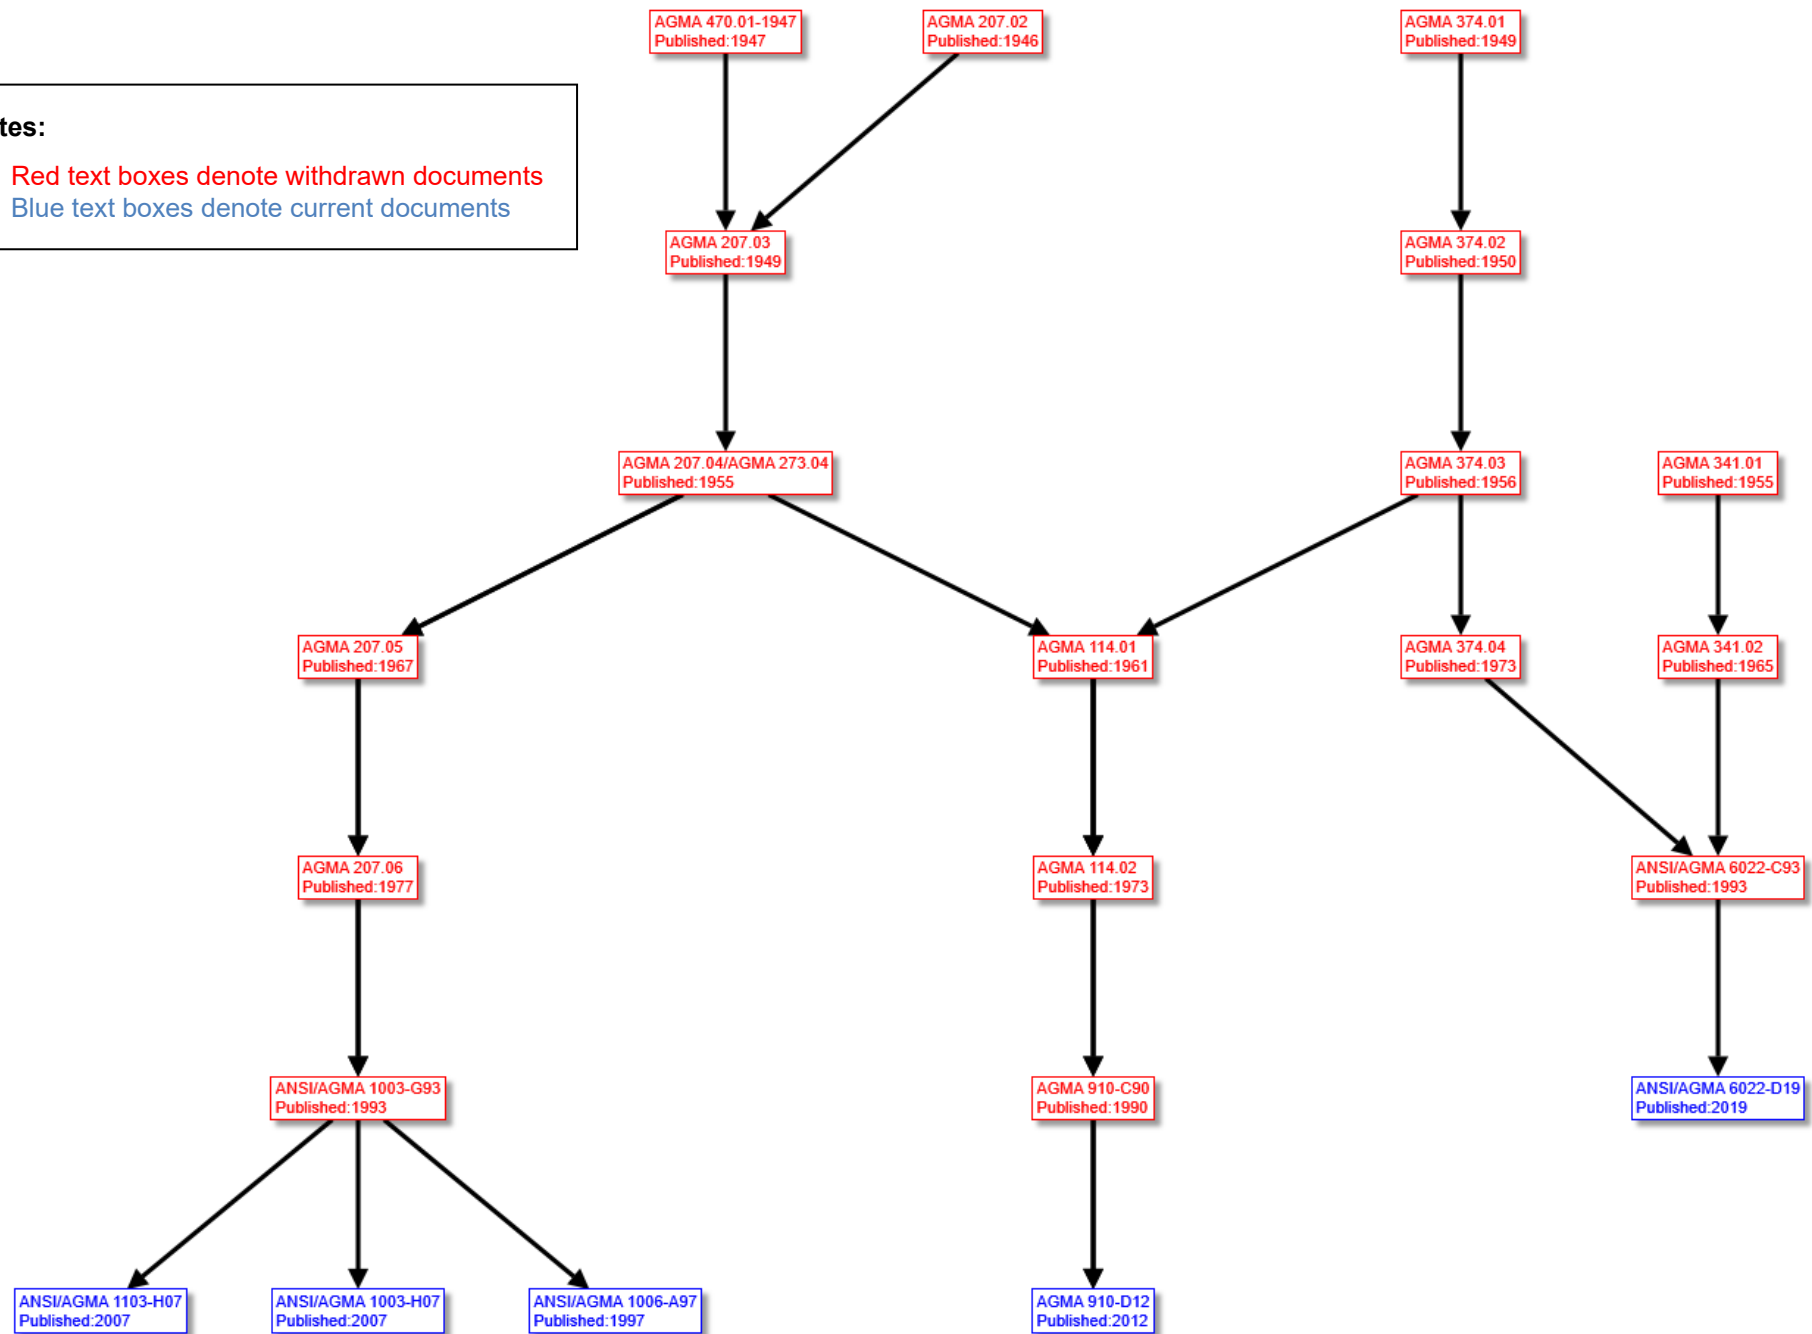 AGMA 470.01-1947
Published:1947
AGMA 207.02
Published:1946
AGMA 374.01
Published:1949
tes:
Red text boxes denote withdrawn documents
Blue text boxes denote current documents
AGMA 207.03
Published:1949
AGMA 374.02
Published:1950
AGMA 207.04/AGMA 273.04
Published:1955
AGMA 374.03
Published:1956
AGMA 341.01
Published:1955
AGMA 207.05
Published:1967
AGMA 114.01
Published:1961
AGMA 374.04
Published:1973
AGMA 341.02
Published:1965
AGMA 207.06
Published:1977
AGMA 114.02
Published:1973
ANSI/AGMA 6022-C93
Published:1993
ANSI/AGMA 1003-G93
Published:1993
AGMA 910-C90
Published:1990
ANSI/AGMA 6022-D19
Published:2019
ANSI/AGMA 1103-H07
Published:2007
ANSI/AGMA 1003-H07
Published:2007
ANSI/AGMA 1006-A97
Published:1997
AGMA 910-D12
Published:2012